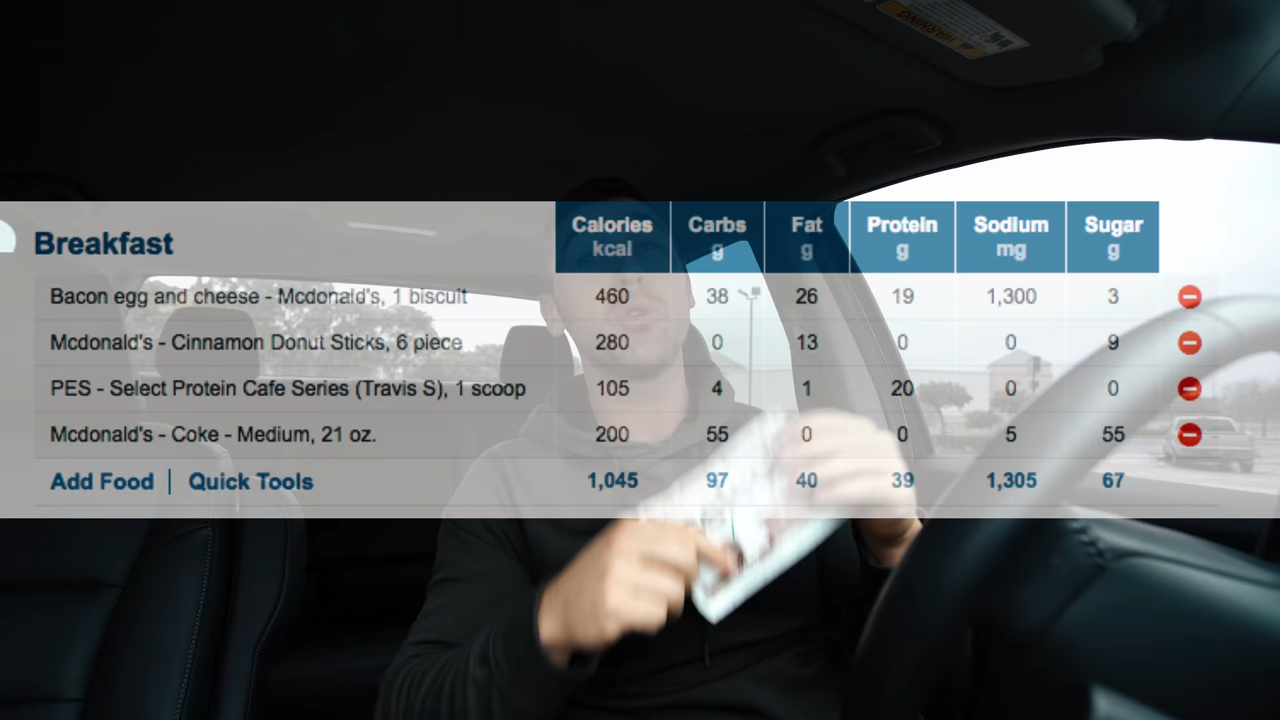 WARNING
Breakfast Calories kcal Carbs g Fat g Protein g Sodium mg Sugar g
Bacon egg and cheese - Mcdonald's, 1 biscuit 460 38 26 19 1,300 3
Mcdonald's - Cinnamon Donut Sticks, 6 piece 280 0 13 0 0 9
PES - Select Protein Cafe Series (Travis S), 1 scoop 105 4 1 20 0 0
Mcdonald's - Coke - Medium, 21 oz. 200 55 0 0 5 55
Add Food | Quick Tools 1,045 97 40 39 1,305 67